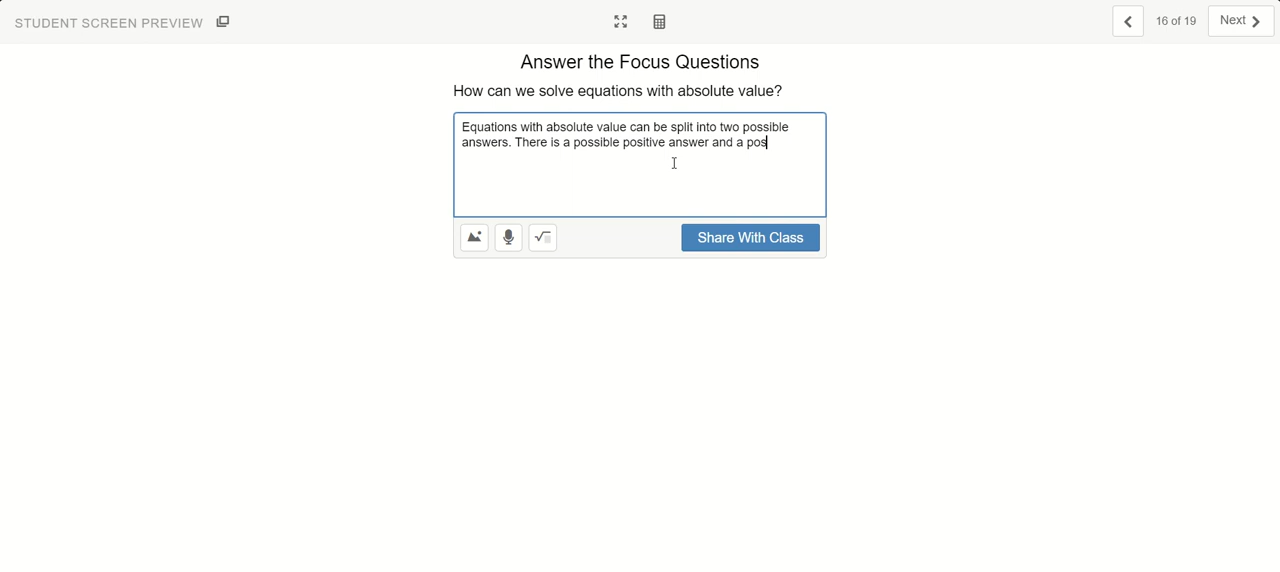 STUDENT SCREEN PREVIEW
16 of 19
Next
Answer the Focus Questions
How can we solve equations with absolute value?
Equations with absolute value can be split into two possible
answers. There is a possible positive answer and a pos
Share With Class